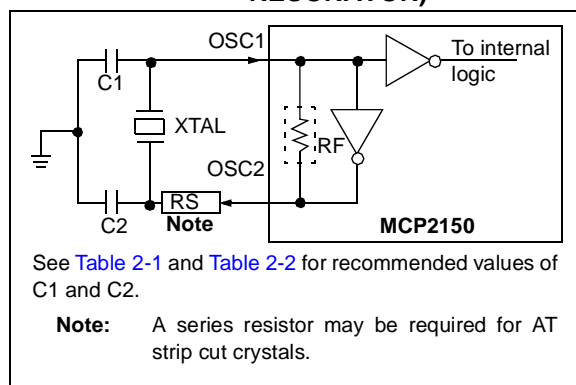 RESONATOR)
OSC1
To internal
logic
C1
XTAL
RF
OSC2
RS
Note
C2
MCP2150
See Table 2-1 and Table 2-2 for recommended values of
C1 and C2.
Note: A series resistor may be required for AT
strip cut crystals.